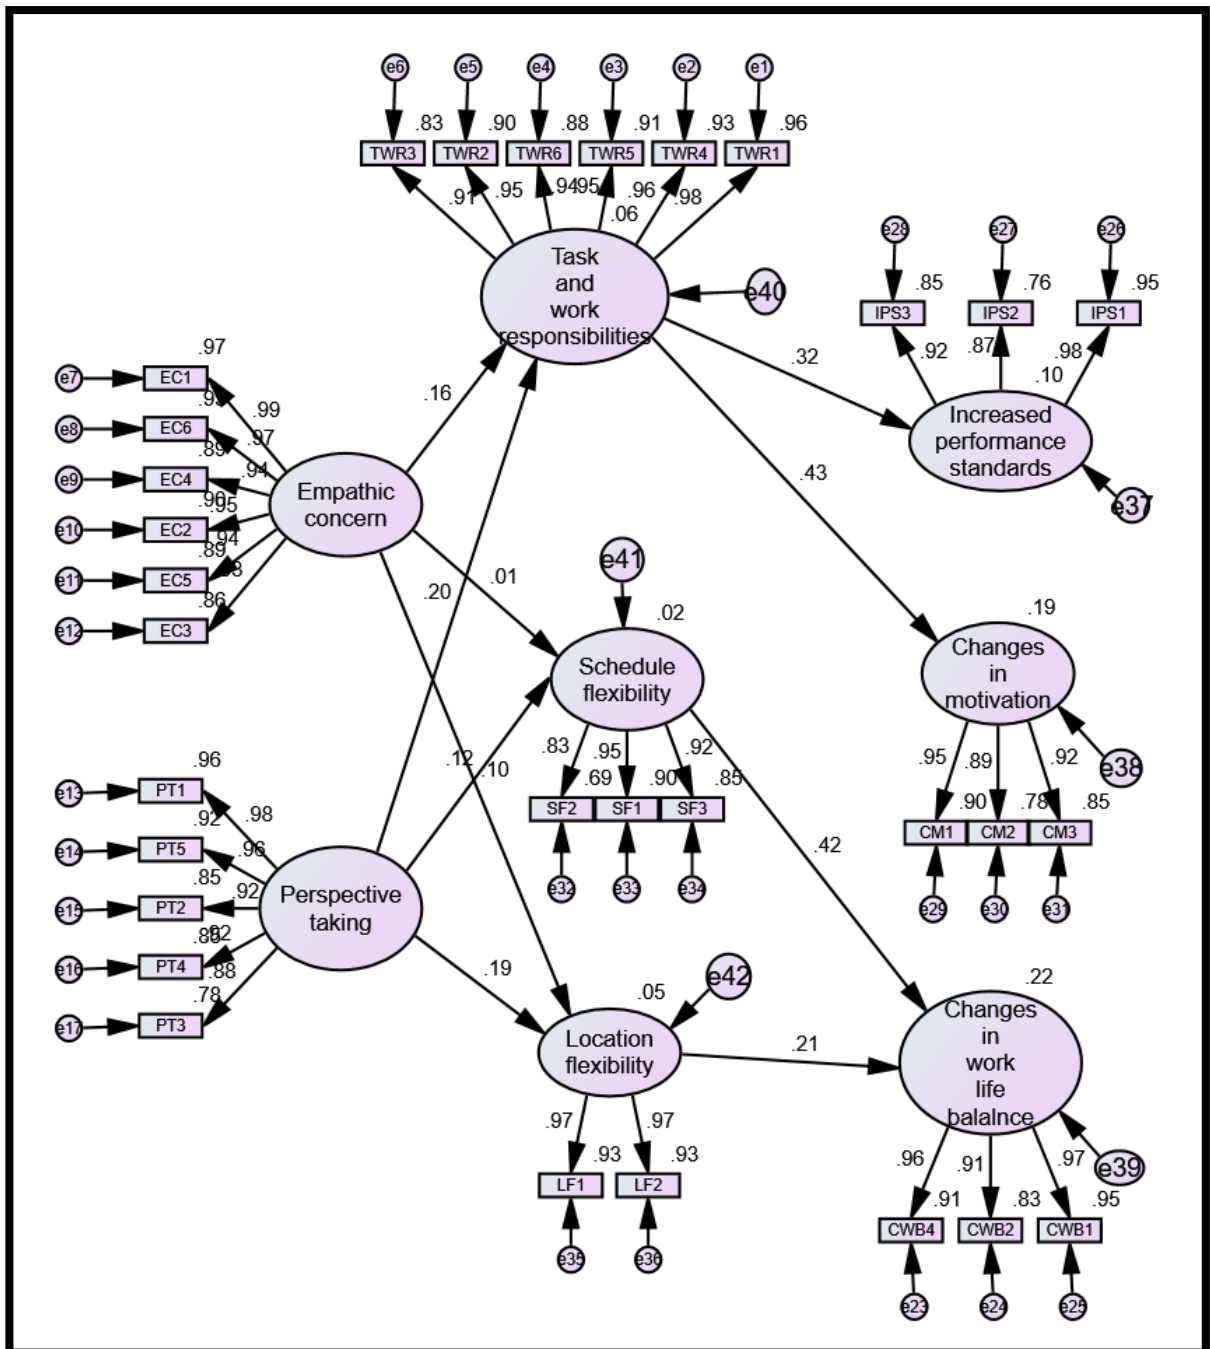 e6 e5 e4 e3 e2 e1
.83 .90 .88 .91 .93 .96
TWR3 TWR2 TWR6 TWR5 TWR4 TWR1
.91 .95 .94 .95 .96 .98
.06
Task
and
work
responsibilities
e40
e28 e27 e26
.85 .76 .95
IPS3 IPS2 IPS1
.92 .87 .98
.10
Increased
performance
standards
e37
.32
.43
.16
.97
e7 EC1
.99
e8 EC6
.97
.89
e9 EC4
.94
.90
.95
e10 EC2
.94
.89
e11 EC5
.86
e12 EC3
Empathic
concern
.20
.01
e41
.02
Schedule
flexibility
.83 .95 .92
.69 .90 .85
SF2 SF1 SF3
e32 e33 e34
.19
Changes
in
motivation
e38
.95 .89 .92
.90 .78 .85
CM1 CM2 CM3
e29 e30 e31
.12
.10
.42
.96
e13 PT1
.98
.92
e14 PT5
.96
.85
e15 PT2
.92
.92
e16 PT4
.88
.78
e17 PT3
Perspective
taking
.19
e42
.05
Location
flexibility
.21
.97 .97
.93 .93
LF1 LF2
e35 e36
.22
Changes
in
work
life
balalnce
e39
.96 .91 .97
.91 .83 .95
CWB4 CWB2 CWB1
e23 e24 e25